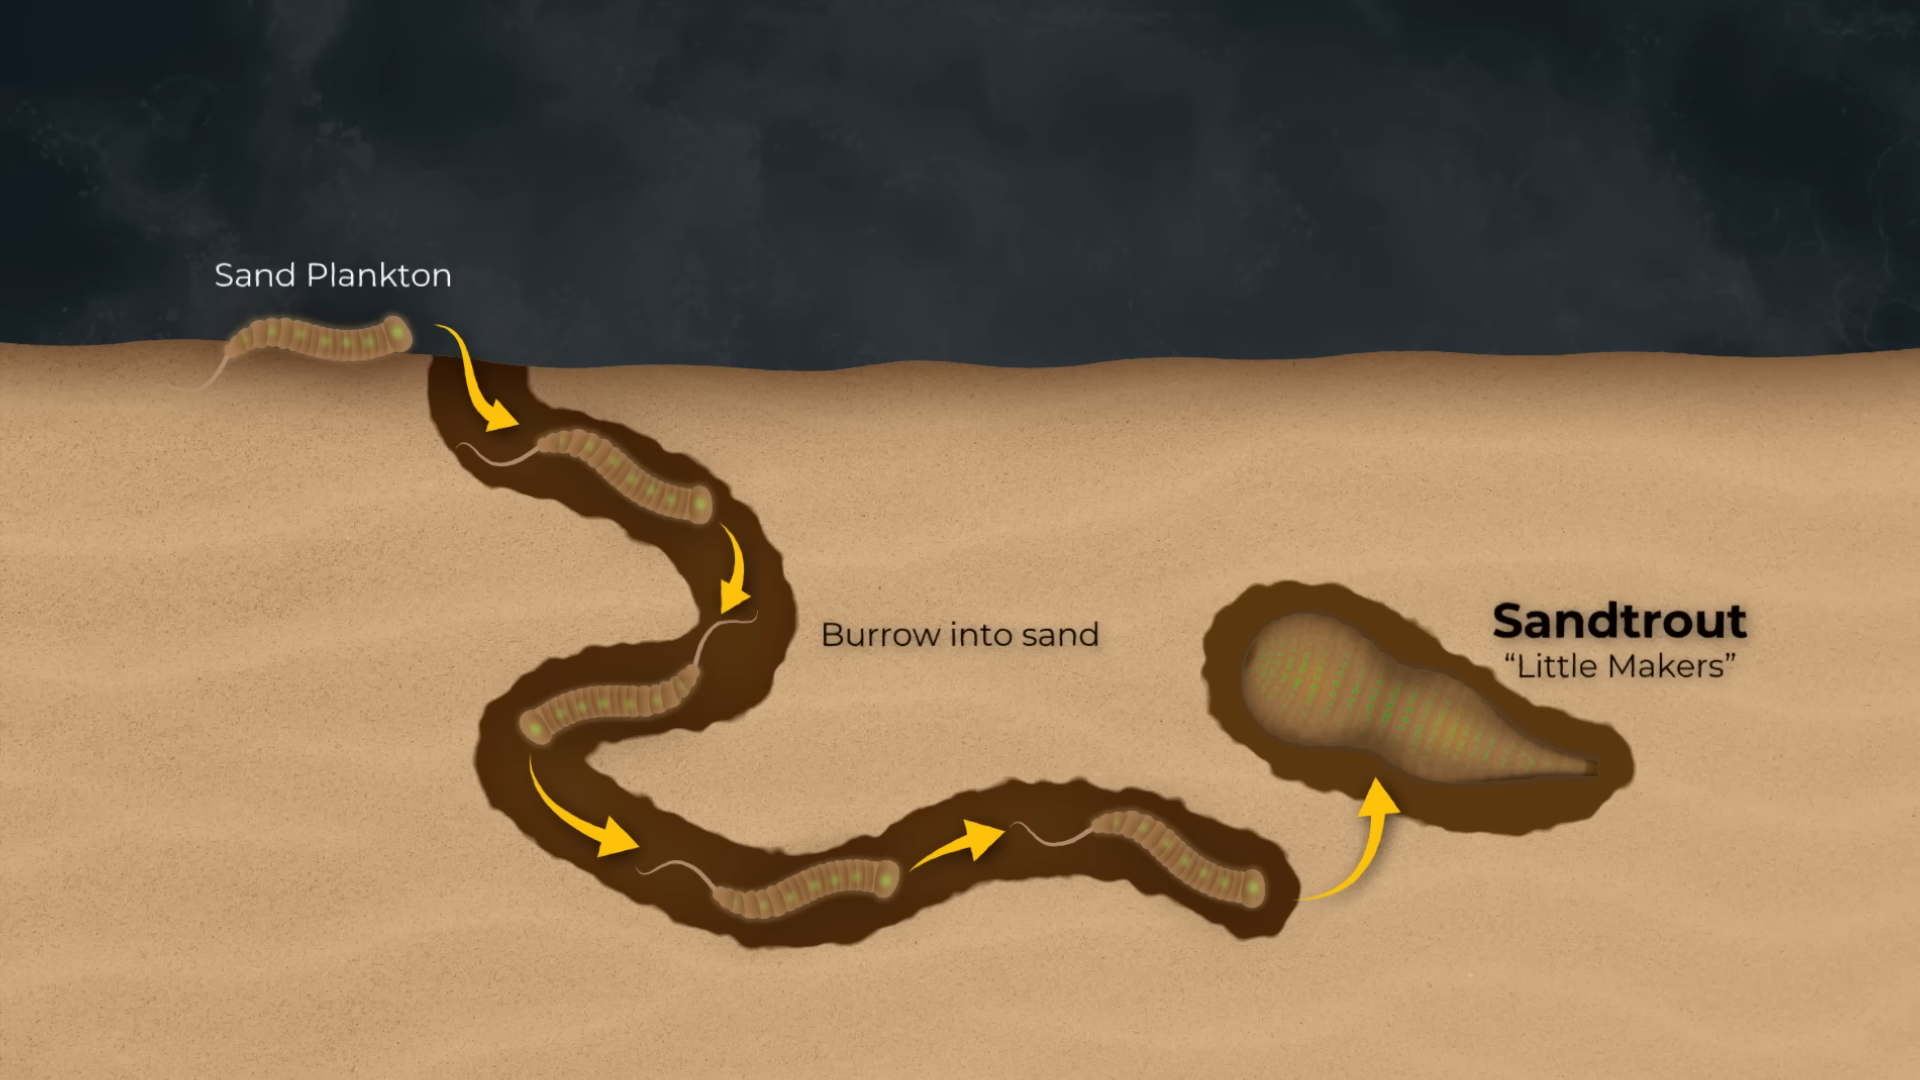 Sand Plankton
Burrow into sand
Sandtrout
“Little Makers”